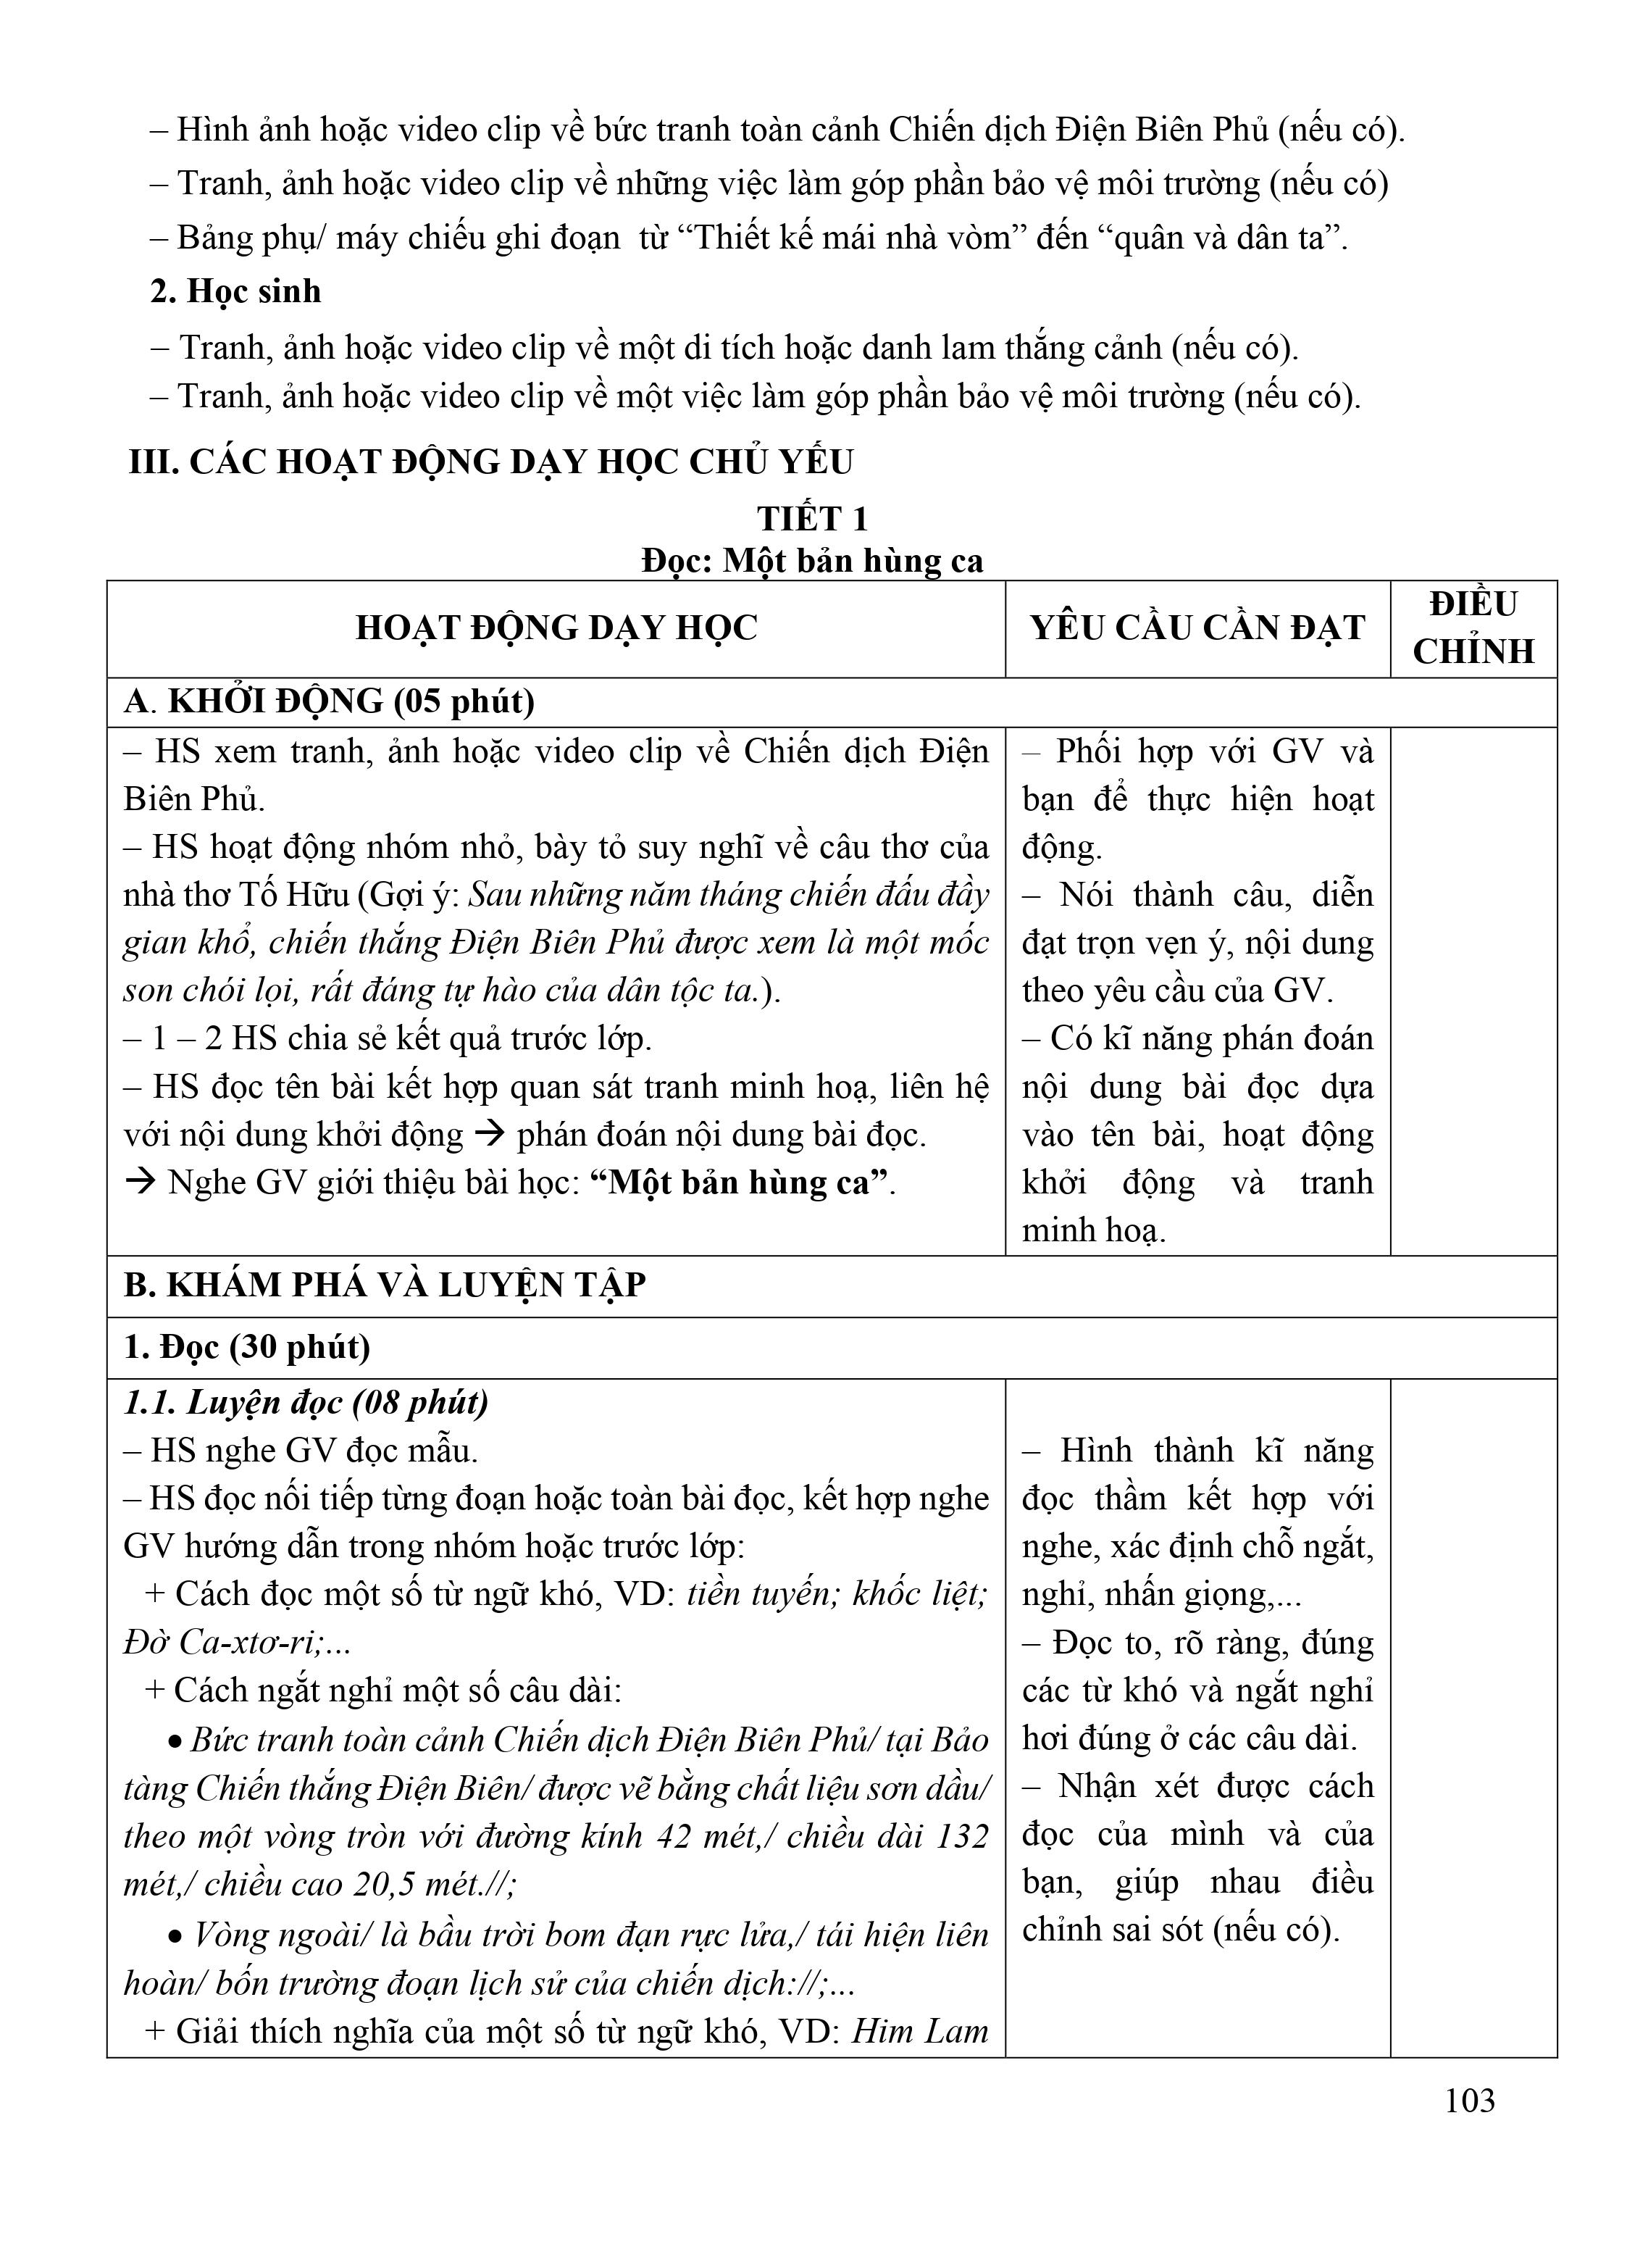 – Hình ảnh hoặc video clip về bức tranh toàn cảnh Chiến dịch Điện Biên Phủ (nếu có).
– Tranh, ảnh hoặc video clip về những việc làm góp phần bảo vệ môi trường (nếu có)
– Bảng phụ/ máy chiếu ghi đoạn từ “Thiết kế mái nhà vòm” đến “quân và dân ta”.
2. Học sinh
– Tranh, ảnh hoặc video clip về một di tích hoặc danh lam thắng cảnh (nếu có).
– Tranh, ảnh hoặc video clip về một việc làm góp phần bảo vệ môi trường (nếu có).
III. CÁC HOẠT ĐỘNG DẠY HỌC CHỦ YẾU
TIẾT 1
Đọc: Một bản hùng ca
HOẠT ĐỘNG DẠY HỌC
YÊU CẦU CẦN ĐẠT
ĐIỀU
CHỈNH
A. KHỞI ĐỘNG (05 phút)
– HS xem tranh, ảnh hoặc video clip về Chiến dịch Điện
Biên Phủ.
– HS hoạt động nhóm nhỏ, bày tỏ suy nghĩ về câu thơ của
nhà thơ Tố Hữu (Gợi ý: Sau những năm tháng chiến đấu đầy
gian khổ, chiến thắng Điện Biên Phủ được xem là một mốc
son chói lọi, rất đáng tự hào của dân tộc ta.).
– 1 – 2 HS chia sẻ kết quả trước lớp.
– HS đọc tên bài kết hợp quan sát tranh minh hoạ, liên hệ
với nội dung khởi động → phán đoán nội dung bài đọc.
→ Nghe GV giới thiệu bài học: “Một bản hùng ca”.
– Phối hợp với GV và
bạn để thực hiện hoạt
động.
– Nói thành câu, diễn
đạt trọn vẹn ý, nội dung
theo yêu cầu của GV.
– Có kĩ năng phán đoán
nội dung bài đọc dựa
vào tên bài, hoạt động
khởi động và tranh
minh hoạ.
B. KHÁM PHÁ VÀ LUYỆN TẬP
1. Đọc (30 phút)
1.1. Luyện đọc (08 phút)
– HS nghe GV đọc mẫu.
– HS đọc nối tiếp từng đoạn hoặc toàn bài đọc, kết hợp nghe
GV hướng dẫn trong nhóm hoặc trước lớp:
+ Cách đọc một số từ ngữ khó, VD: tiền tuyến; khốc liệt;
Đờ Ca-xtơ-ri;...
+ Cách ngắt nghỉ một số câu dài:
• Bức tranh toàn cảnh Chiến dịch Điện Biên Phủ/ tại Bảo
tàng Chiến thắng Điện Biên/ được vẽ bằng chất liệu sơn dầu/
theo một vòng tròn với đường kính 42 mét,/ chiều dài 132
mét,/ chiều cao 20,5 mét.//;
• Vòng ngoài/ là bầu trời bom đạn rực lửa,/ tái hiện liên
hoàn/ bốn trường đoạn lịch sử của chiến dịch://;...
+ Giải thích nghĩa của một số từ ngữ khó, VD: Him Lam
– Hình thành kĩ năng
đọc thầm kết hợp với
nghe, xác định chỗ ngắt,
nghỉ, nhấn giọng,...
– Đọc to, rõ ràng, đúng
các từ khó và ngắt nghỉ
hơi đúng ở các câu dài.
– Nhận xét được cách
đọc của mình và của
bạn, giúp nhau điều
chỉnh sai sót (nếu có).
103